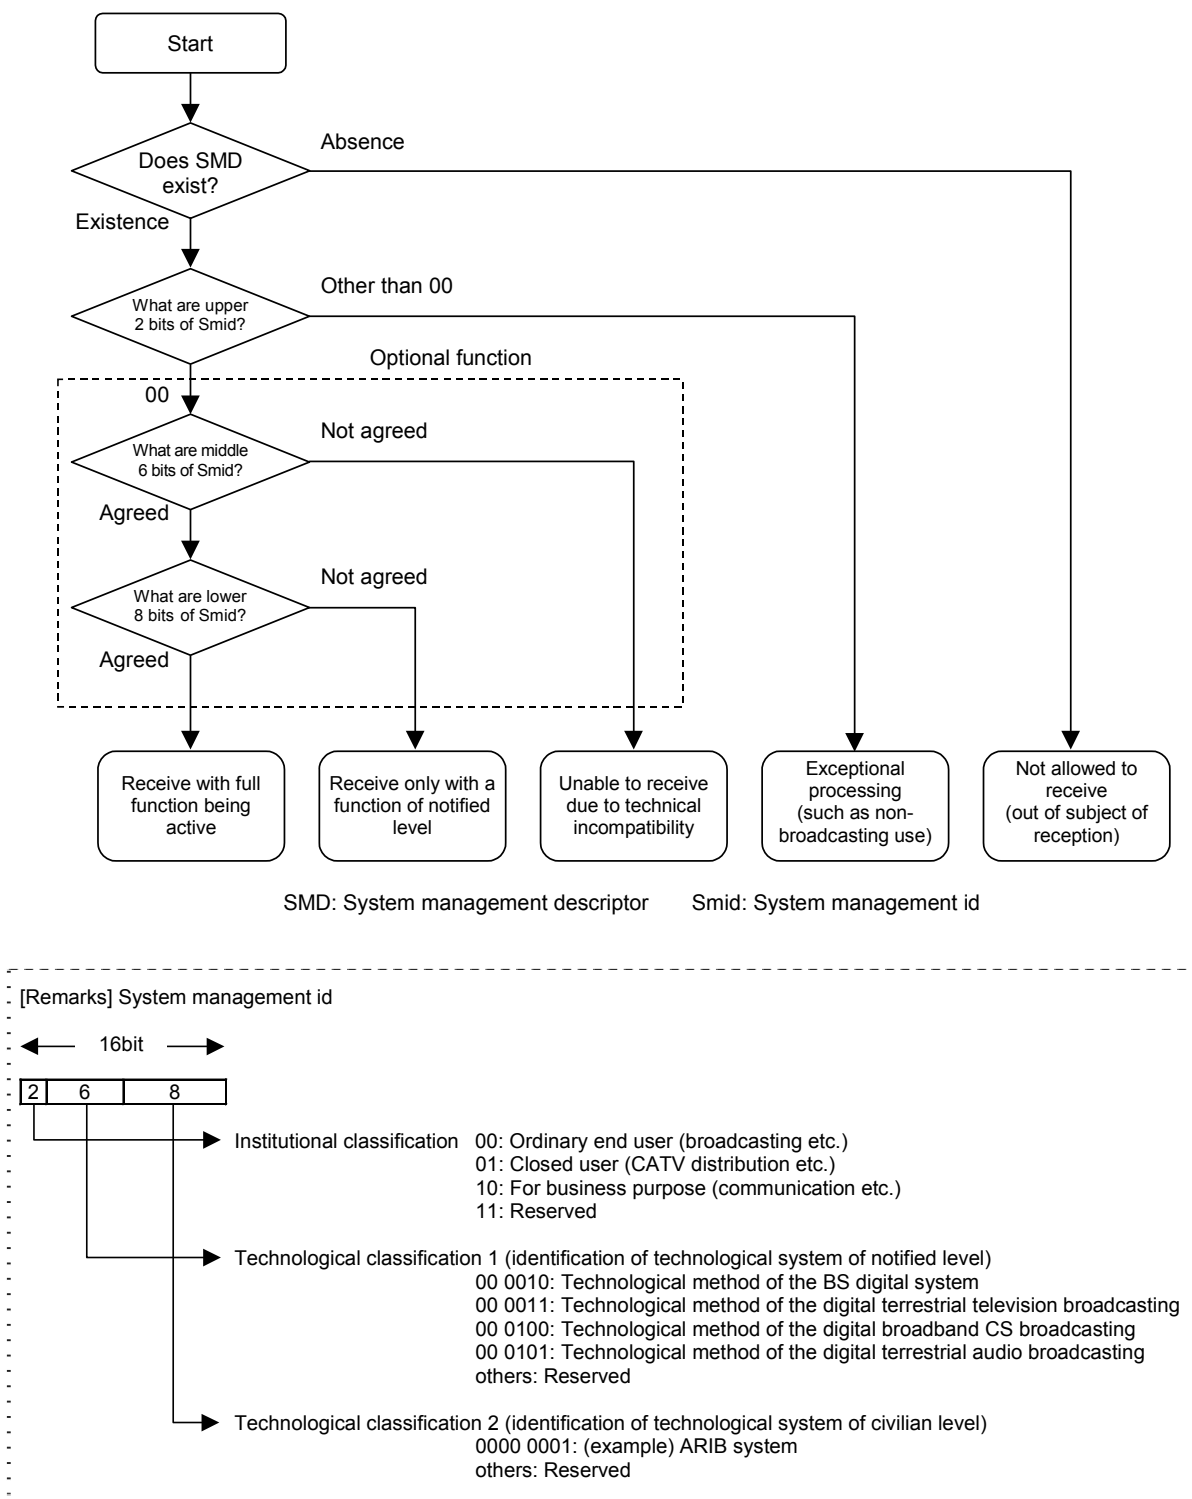 Start
Does SMD
exist?
Absence
Existence
What are upper
2 bits of Smid?
Other than 00
Optional function
00
What are middle
6 bits of Smid?
Not agreed
Agreed
What are lower
8 bits of Smid?
Not agreed
Agreed
Receive with full
function being
active
Receive only with a
function of notified
level
Unable to receive
due to technical
incompatibility
Exceptional
processing
(such as non-
broadcasting use)
Not allowed to
receive
(out of subject of
reception)
SMD: System management descriptor Smid: System management id
[Remarks] System management id
16bit
2 6 8
Institutional classification 00: Ordinary end user (broadcasting etc.)
01: Closed user (CATV distribution etc.)
10: For business purpose (communication etc.)
11: Reserved
Technological classification 1 (identification of technological system of notified level)
00 0010: Technological method of the BS digital system
00 0011: Technological method of the digital terrestrial television broadcasting
00 0100: Technological method of the digital broadband CS broadcasting
00 0101: Technological method of the digital terrestrial audio broadcasting
others: Reserved
Technological classification 2 (identification of technological system of civilian level)
0000 0001: (example) ARIB system
others: Reserved